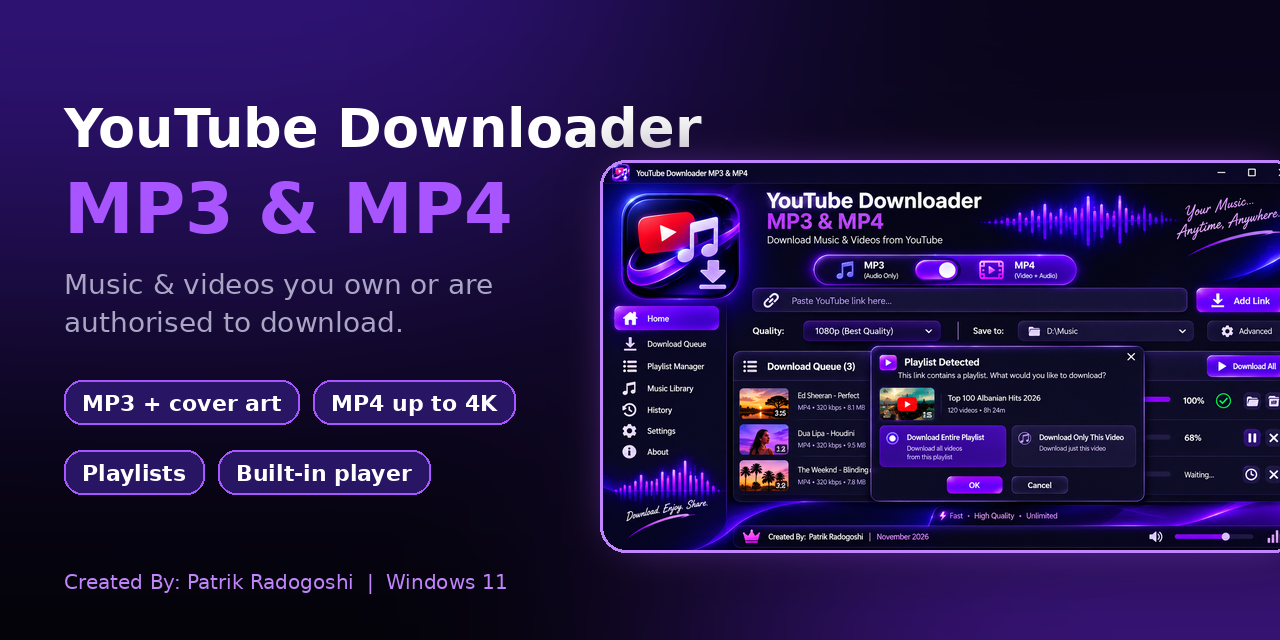 YouTube Downloader
MP3 & MP4
Music & videos you own or are
authorised to download.
MP3 + cover art
MP4 up to 4K
Playlists
Built-in player
Created By: Patrik Radogoshi | Windows 11
YouTube Downloader MP3 & MP4
YouTube Downloader
MP3 & MP4
Download Music & Videos from YouTube
Your Music...
Anytime, Anywhere.
MP3
(Audio Only)
MP4
(Video + Audio)
Paste YouTube link here...
Add Link
Quality:
1080p (Best Quality)
Save to:
D:\Music
Advanced
Home
Download Queue
Playlist Manager
Music Library
History
Settings
About
Download. Enjoy. Share.
Download Queue (3)
Download All
Ed Sheeran - Perfect
MP4 • 320 kbps • 8.1 MB
100%
Dua Lipa - Houdini
MP4 • 320 kbps • 9.5 MB
68%
The Weeknd - Blinding
MP4 • 320 kbps • 7.8 MB
Waiting...
Playlist Detected
This link contains a playlist. What would you like to download?
Top 100 Albanian Hits 2026
120 videos • 8h 24m
Download Entire Playlist
Download all videos
from this playlist
Download Only This Video
Download just this video
OK
Cancel
Fast • High Quality • Unlimited
Created By: Patrik Radogoshi | November 2026